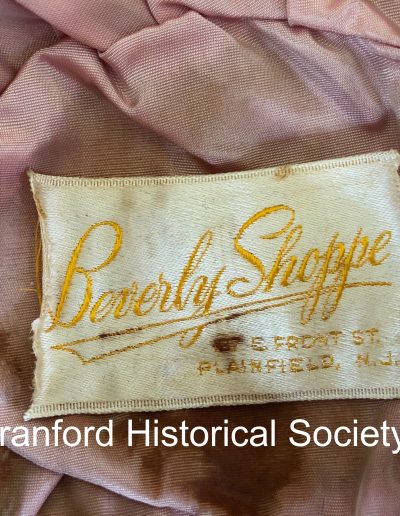 Beverly Shoppe
E. FRONT ST.
PLAINFIELD, N.J.
ranford Historical Society